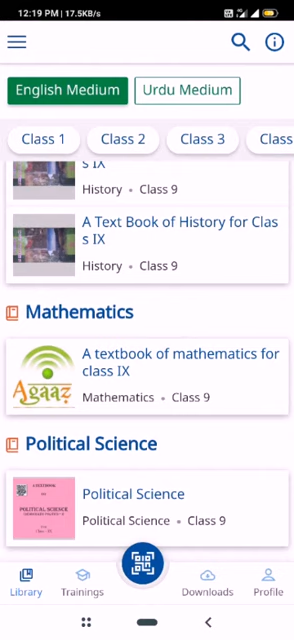 12:19 PM | 17.5KB/s
English Medium
Urdu Medium
Class 1
Class 2
Class 3
Class
s IX
History • Class 9
A Text Book of History for Clas
s IX
History • Class 9
Mathematics
Agaaz
A textbook of mathematics for
class IX
Mathematics • Class 9
Political Science
POLITICAL SCIENCE
Political Science
Political Science • Class 9
Library
Trainings
Downloads
Profile